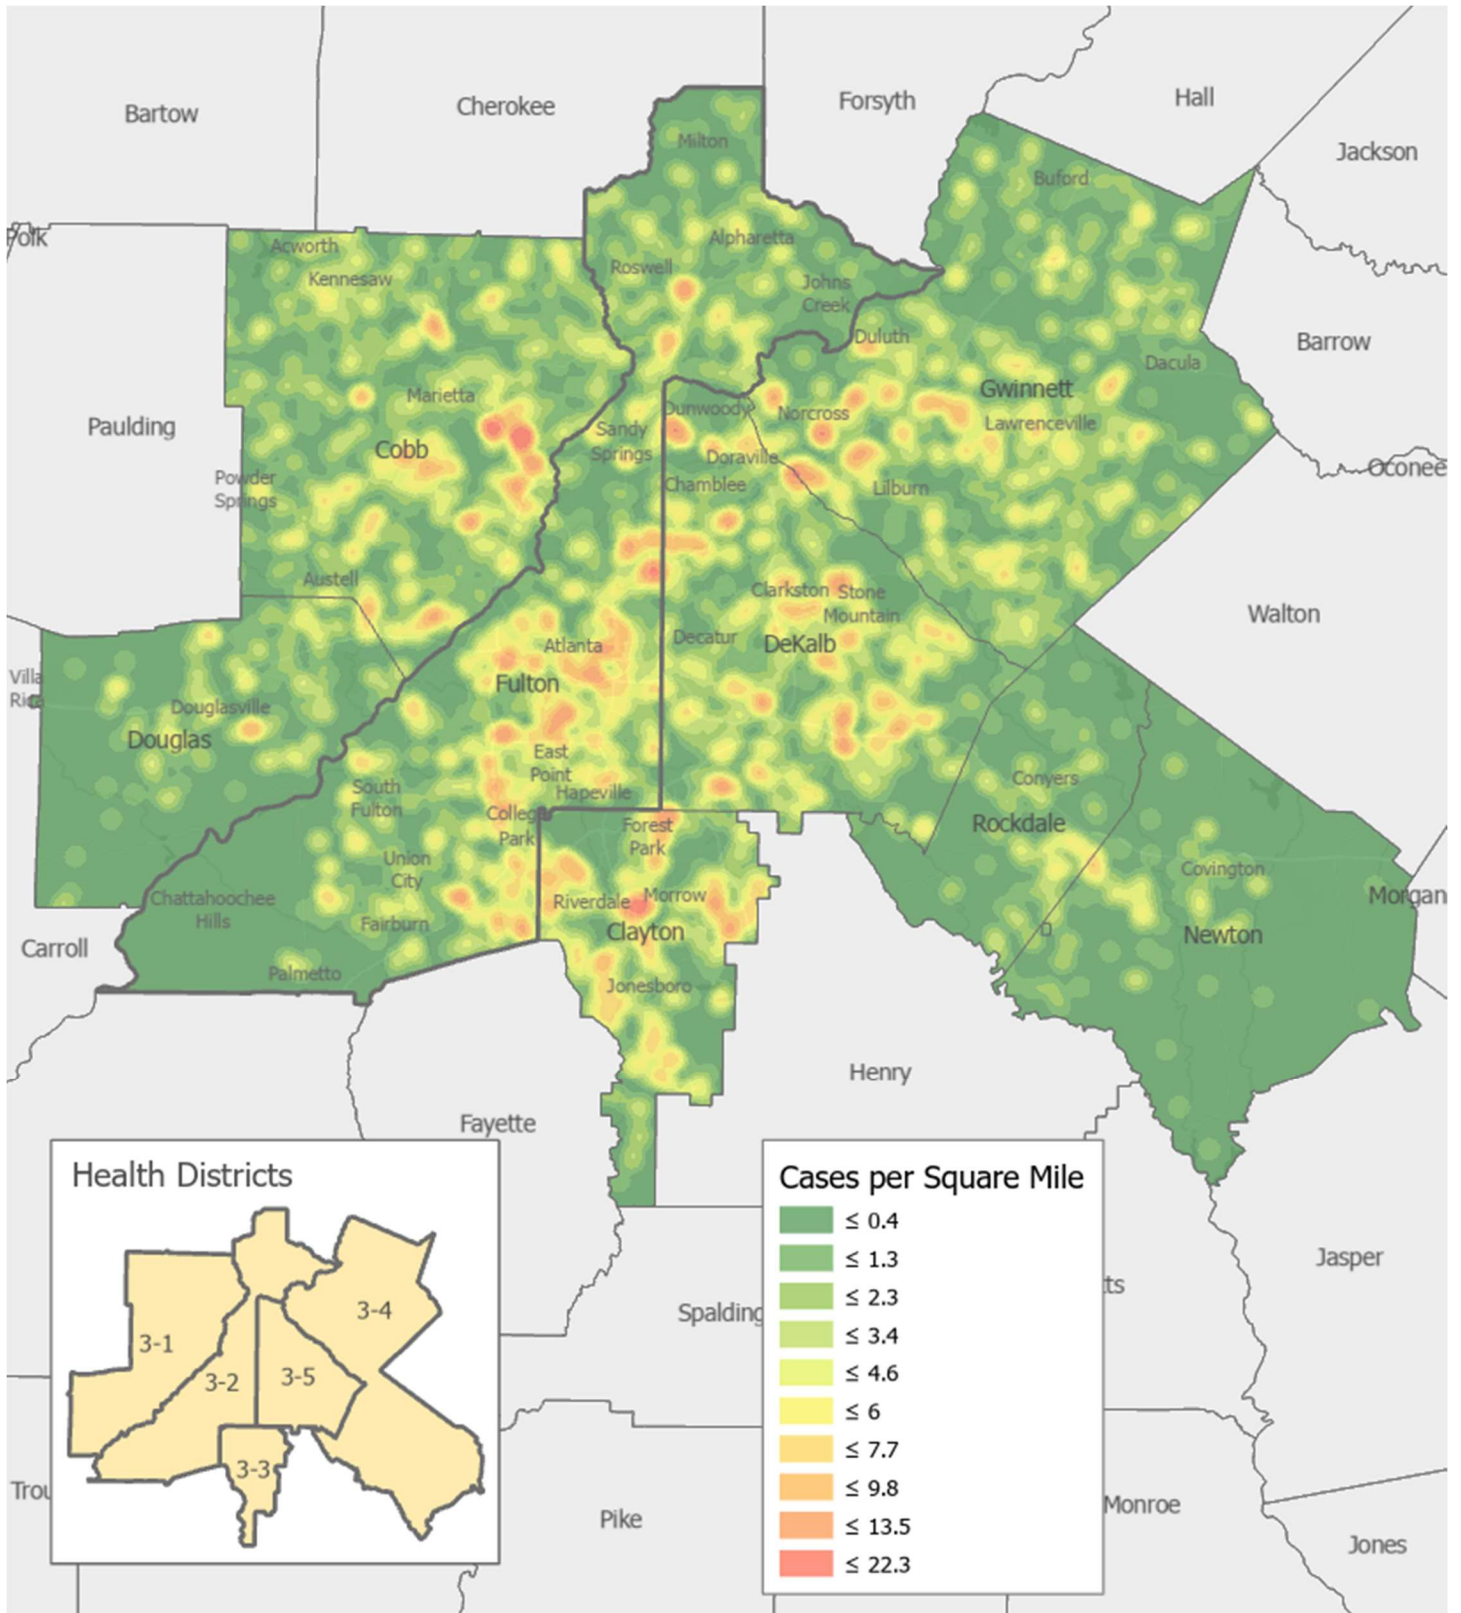 Bartow
Cherokee
Forsyth
Hall
Jackson
Milton
Buford
Polk
Acworth
Alpharetta
Kennesaw
Roswell
Johns
Creek
Duluth
Barrow
Dacula
Paulding
Marietta
Gwinnett
Dunwoody
Norcross
Lawrenceville
Cobb
Sandy
Springs
Doraville
Oconee
Powder
Springs
Chamblee
Lilburn
Austell
Clarkston
Stone
Mountain
Walton
Atlanta
Decatur
DeKalb
Villa
Rica
Fulton
Douglasville
Douglas
East
Point
Conyers
South
Fulton
Hapeville
College
Park
Forest
Park
Rockdale
Union
City
Covington
Chattahoochee
Hills
Riverdale
Morrow
Morgan
Fairburn
Clayton
Newton
Carroll
Palmetto
Jonesboro
Henry
Fayette
Health Districts
3-1
3-2
3-3
3-4
3-5
Cases per Square Mile
≤ 0.4
≤ 1.3
≤ 2.3
≤ 3.4
≤ 4.6
≤ 6
≤ 7.7
≤ 9.8
≤ 13.5
≤ 22.3
Jasper
tts
Spalding
Trou
Pike
Monroe
Jones